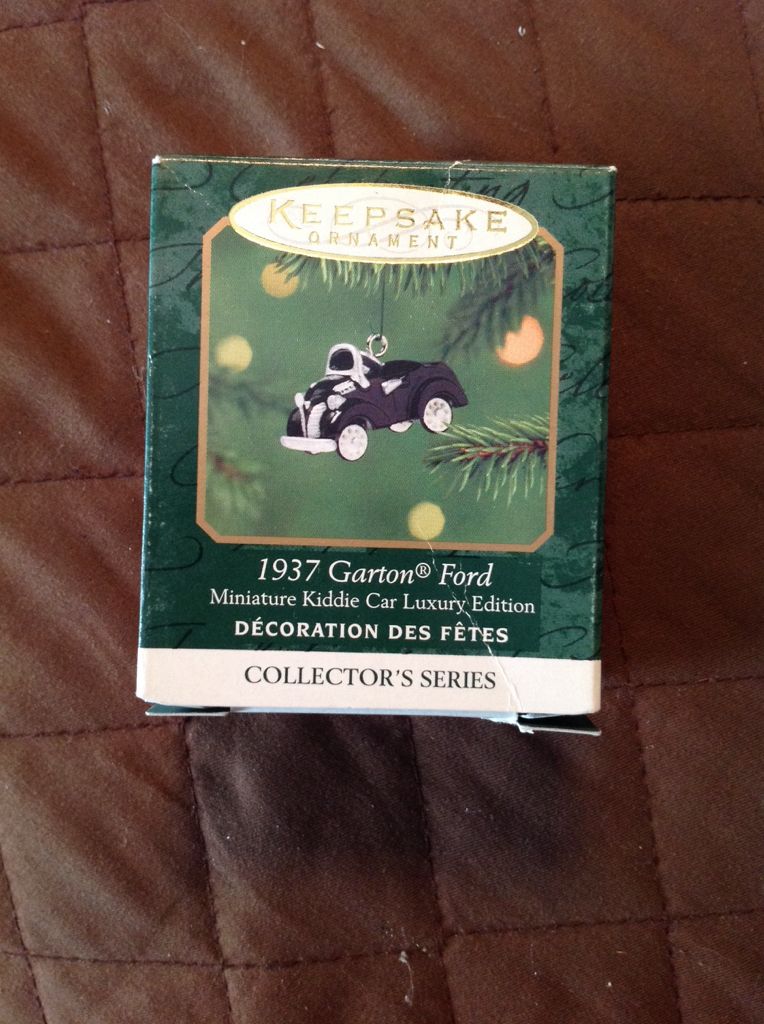 KEEPSAKE
ORNAMENT
1937 Garton® Ford
Miniature Kiddie Car Luxury Edition
DÉCORATION DES FÊTES
COLLECTOR'S SERIES